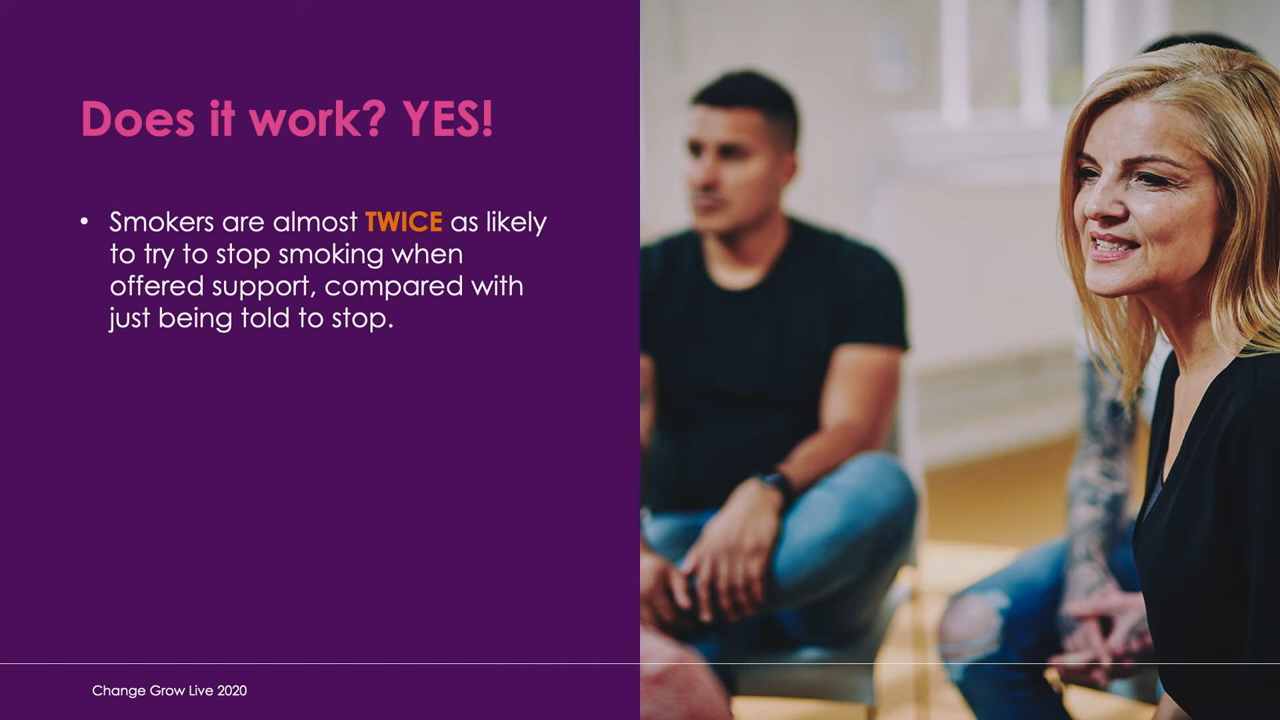 Does it work? YES!
• Smokers are almost TWICE as likely
to try to stop smoking when
offered support, compared with
just being told to stop.
Change Grow Live 2020